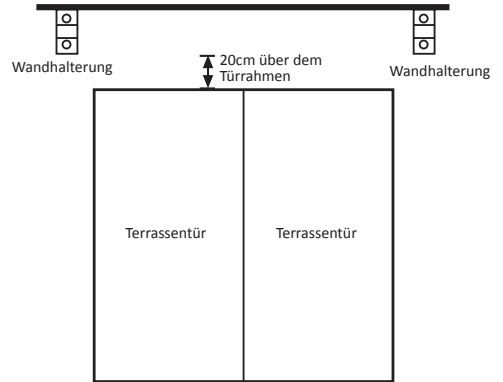 Wandhalterung
20cm über dem
Türrahmen
Wandhalterung
Terrassentür
Terrassentür